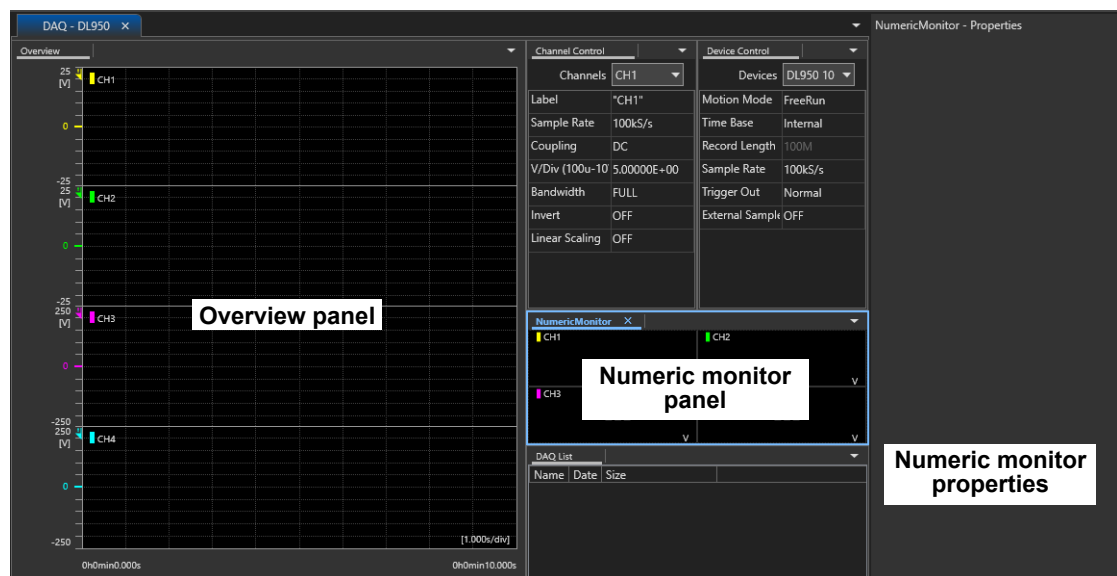 DAQ - DL950 ×
NumericMonitor - Properties
Overview
25
[V]
CH1
0
-25
25
[V]
CH2
0
-25
250
[V]
CH3
0
-250
250
[V]
CH4
0
-250
[1.000s/div]
0h0min0.000s
0h0min10.000s
Overview panel
Channel Control
Channels CH1
Label "CH1"
Sample Rate 100kS/s
Coupling DC
V/Div (100u-10 5.00000E+00
Bandwidth FULL
Invert OFF
Linear Scaling OFF
Device Control
Devices DL950 10
Motion Mode FreeRun
Time Base Internal
Record Length 100M
Sample Rate 100kS/s
Trigger Out Normal
External Sample OFF
NumericMonitor ×
CH1
CH2
V
CH3
V
V
Numeric monitor
panel
DAQ List
Name Date Size
Numeric monitor
properties